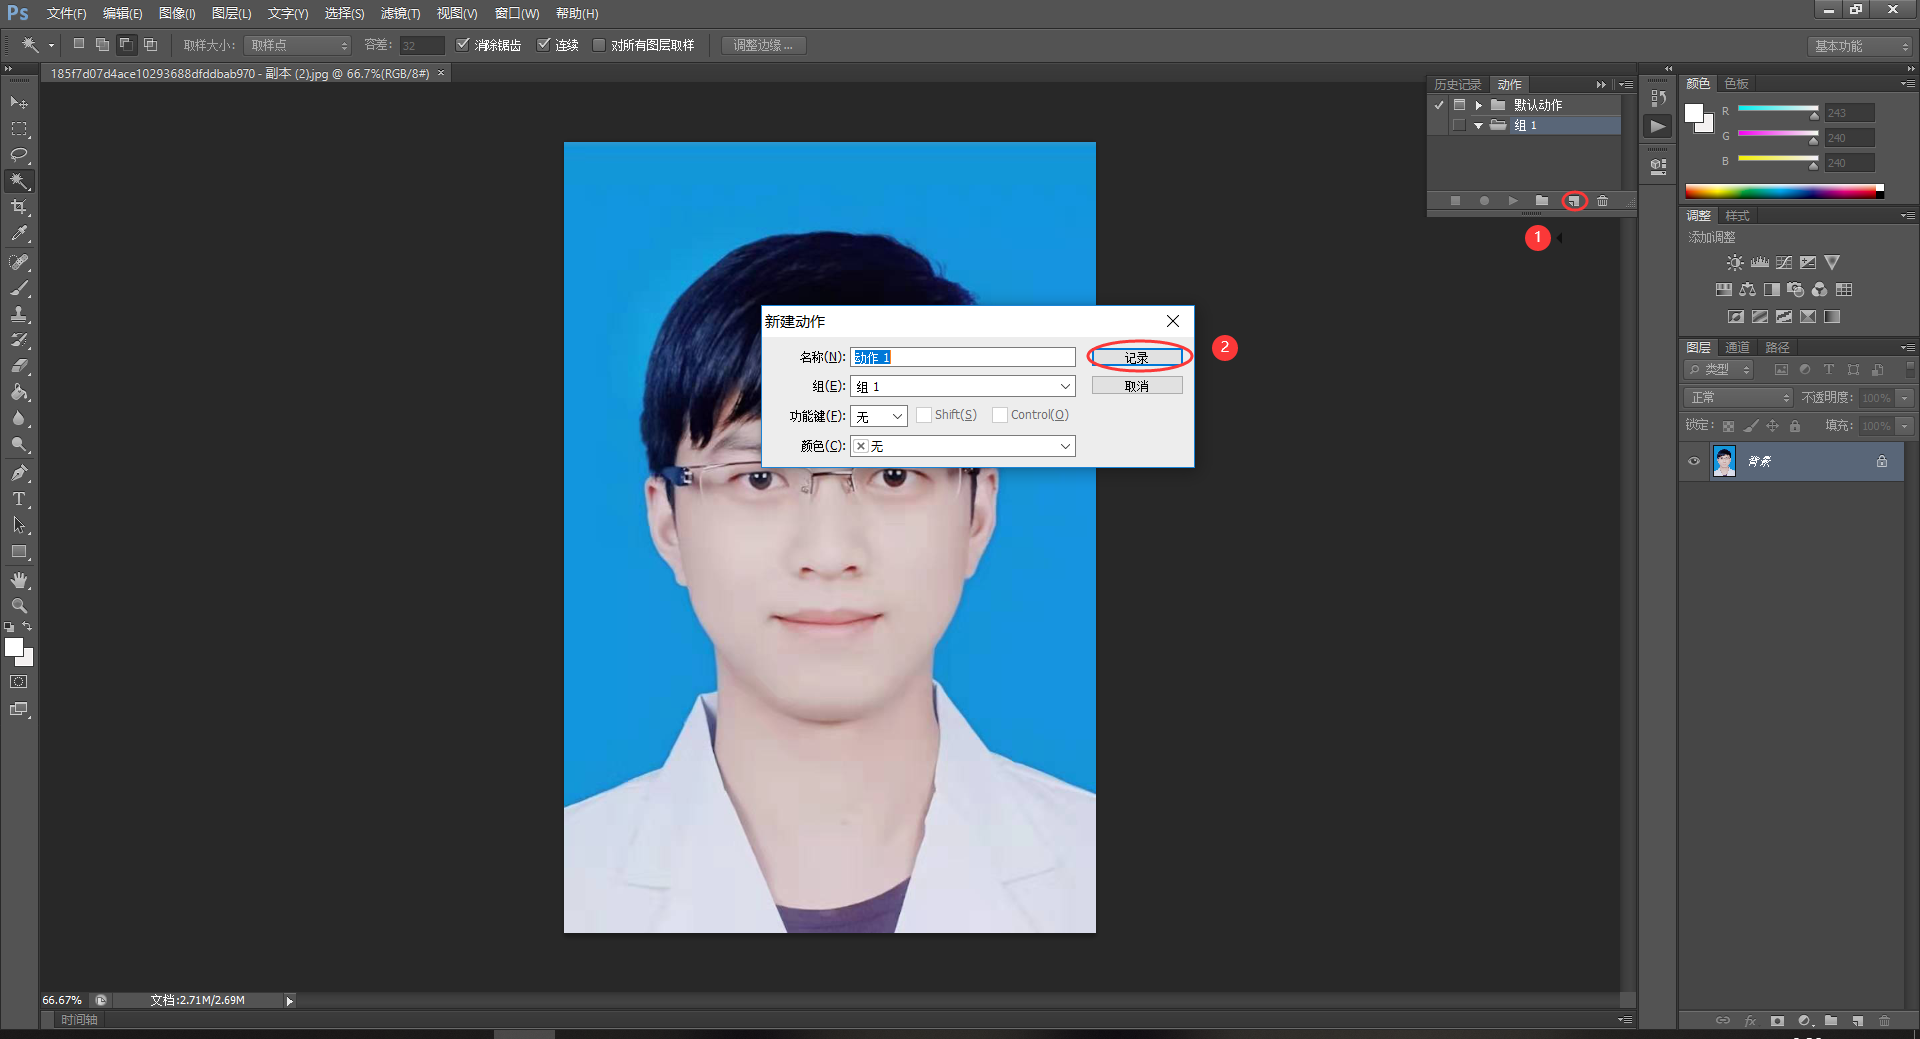 Ps 文件(F) 编辑(E) 图像(I) 图层(L) 文字(Y) 选择(S) 滤镜(T) 视图(V) 窗口(W) 帮助(H)
取样大小: 取样点 容差: 32 消除锯齿 连续 对所有图层取样 调整边缘 ... 基本功能
185f7d07d4ace10293688dfddbab970 - 副本 (2).jpg @ 66.7%(RGB/8#) ×
历史记录 动作
默认动作
组 1
1
颜色 色板
R 243
G 240
B 240
调整 样式
添加调整
新建动作
名称(N): 动作 1 记录
2
组(E): 组 1 取消
功能键(F): 无 Shift(S) Control(O)
颜色(C): 无
图层 通道 路径
类型
正常 不透明度: 100%
锁定: 填充: 100%
背景
66.67% 文档:2.71M/2.69M
时间轴
fx